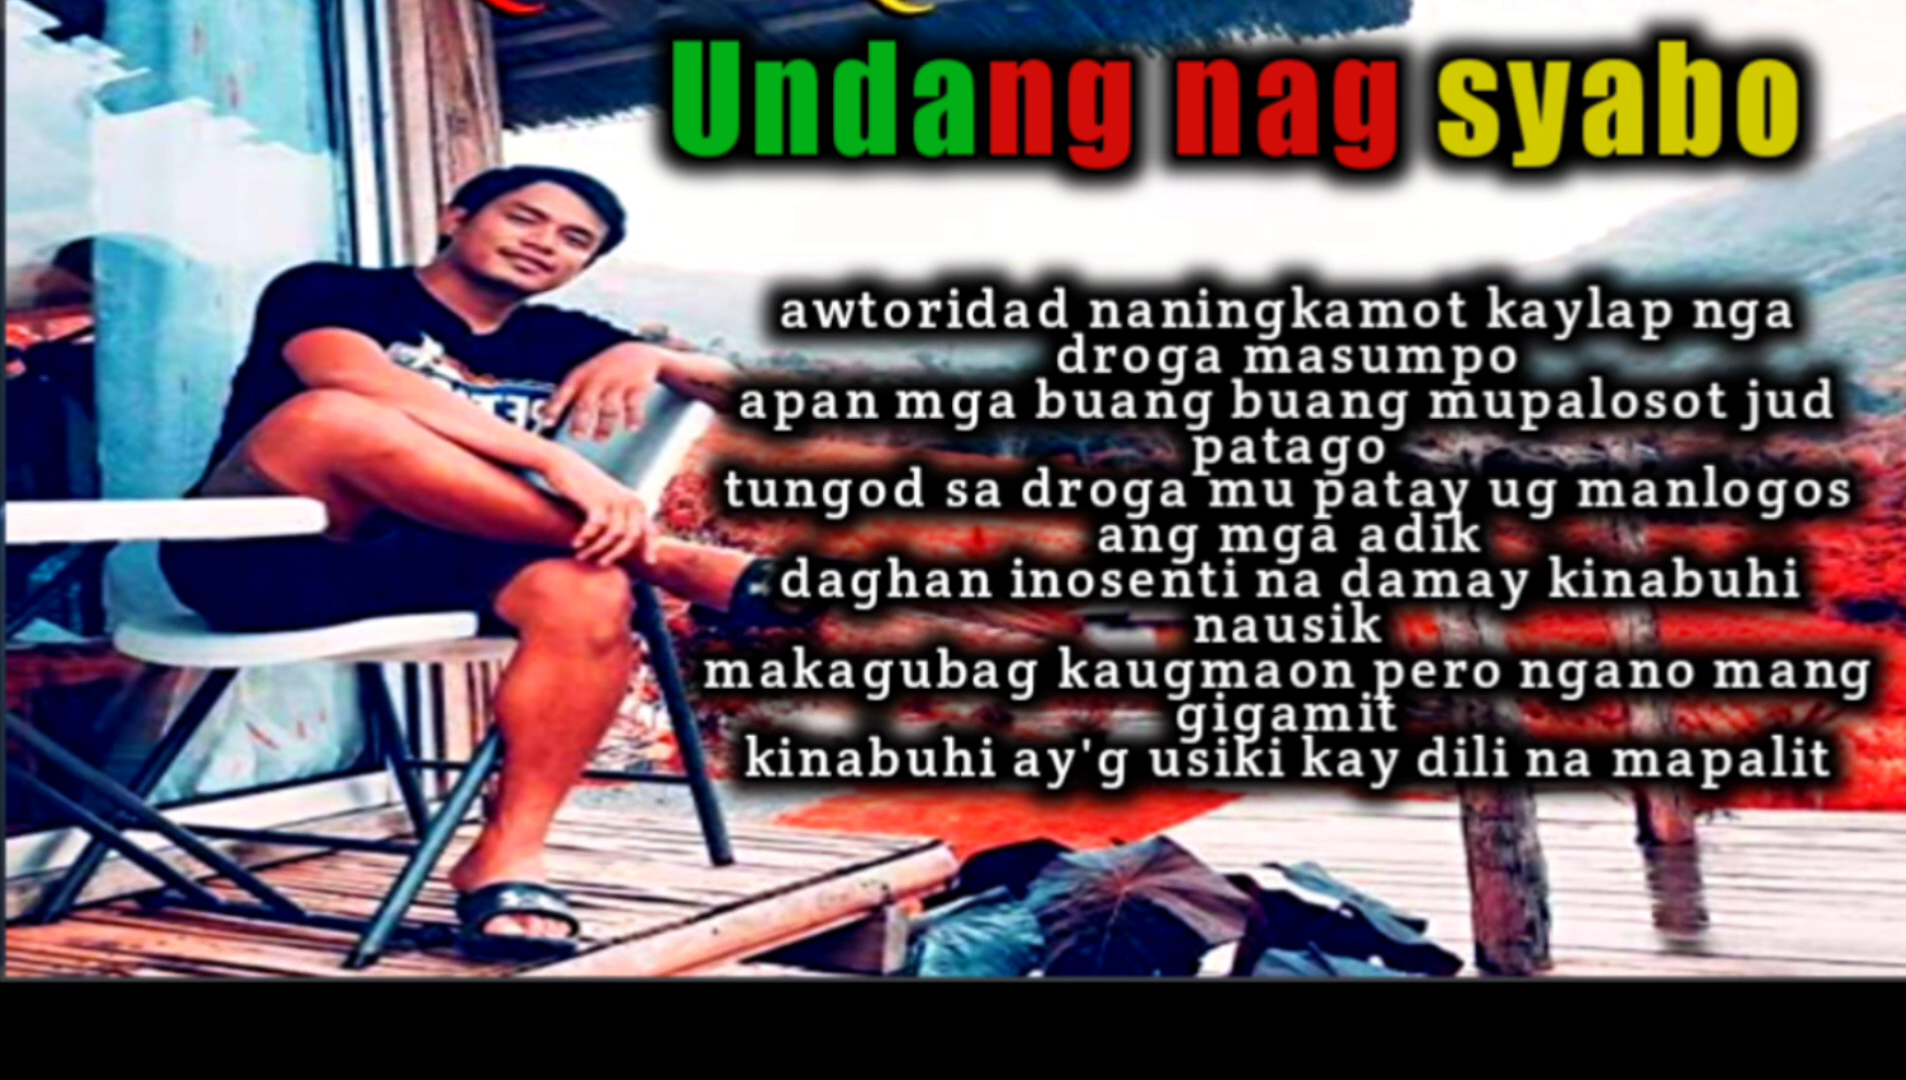 Undang nag syabo
awtoridad naningkamot kaylap nga
droga masumpo
apan mga buang buang mupalosot jud
patago
tungod sa droga mu patay ug manlogos
ang mga adik
daghan inosenti na damay kinabuhi
nausik
makagubag kaugmaon pero ngano mang
gigamit
kinabuhi ay'g usiki kay dili na mapalit